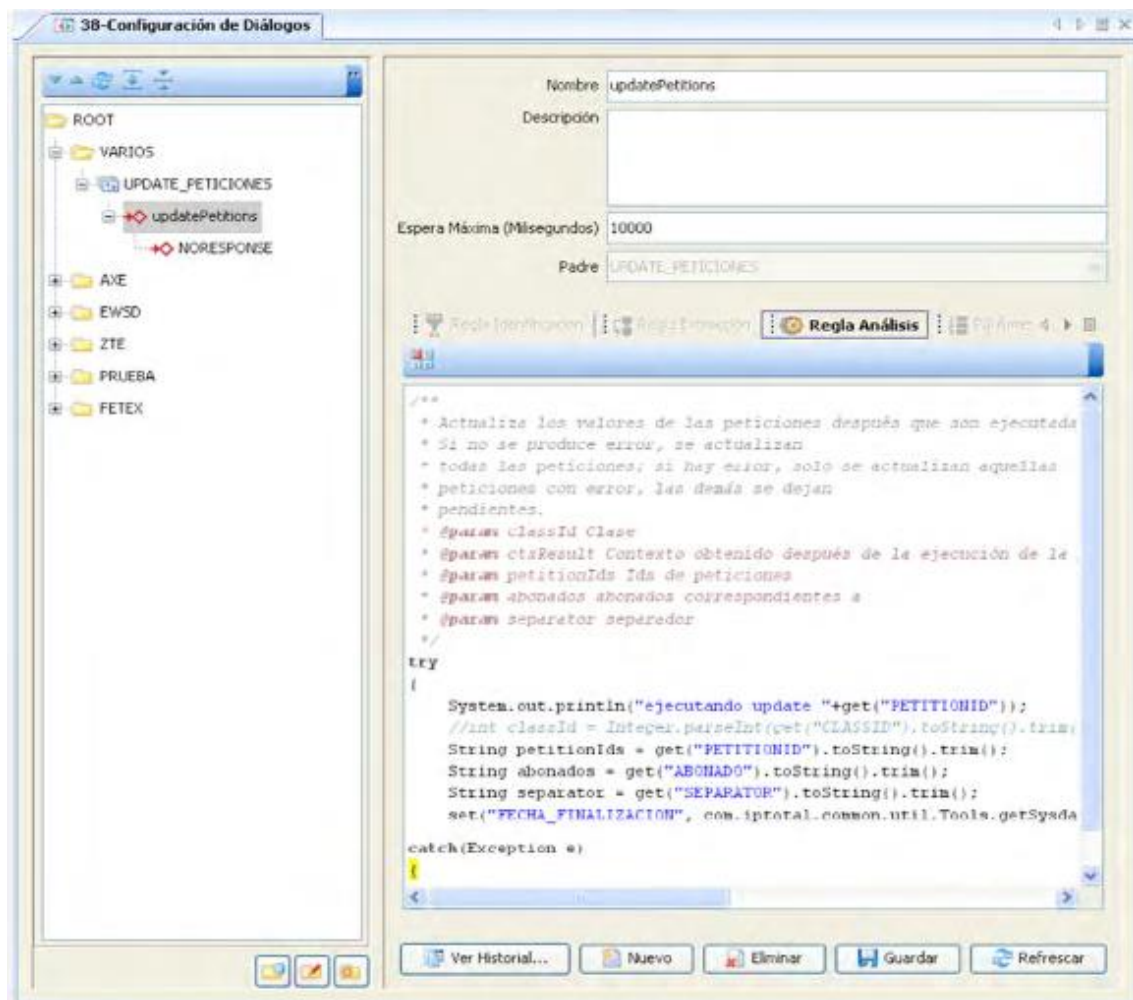 38-Configuración de Diálogos
ROOT
VARIOS
UPDATE_PETICIONES
updatePetitions
NORESPONSE
AXE
EWSD
ZTE
PRUEBA
FETEX
Nombre updatePetitions
Descripción
Espera Máxima (Milisegundos) 10000
Padre UPDATE_PETICIONES
Regla Identificación Regla Extracción Regla Análisis
/**
* Actualiza los valores de las peticiones después que son ejecutada
* Si no se produce error, se actualizan
* todas las peticiones; si hay error, solo se actualizan aquellas
* peticiones con error, las demás se dejan
* pendientes.
* @param classId Clase
* @param ctxResult Contexto obtenido después de la ejecución de la
* @param petitionIds Ids de peticiones
* @param abonados abonados correspondientes a
* @param separator separador
*/
try
{
System.out.println("ejecutando update "+get("PETITIONID"));
//int classId = Integer.parseInt(get("CLASSID").toString().trim(
String petitionIds = get("PETITIONID").toString().trim();
String abonados = get("ABONADO").toString().trim();
String separator = get("SEPARATOR").toString().trim();
set("FECHA_FINALIZACION", com.iptotal.common.util.Tools.getSysda
catch(Exception e)
{
Ver Historial... Nuevo Eliminar Guardar Refrescar